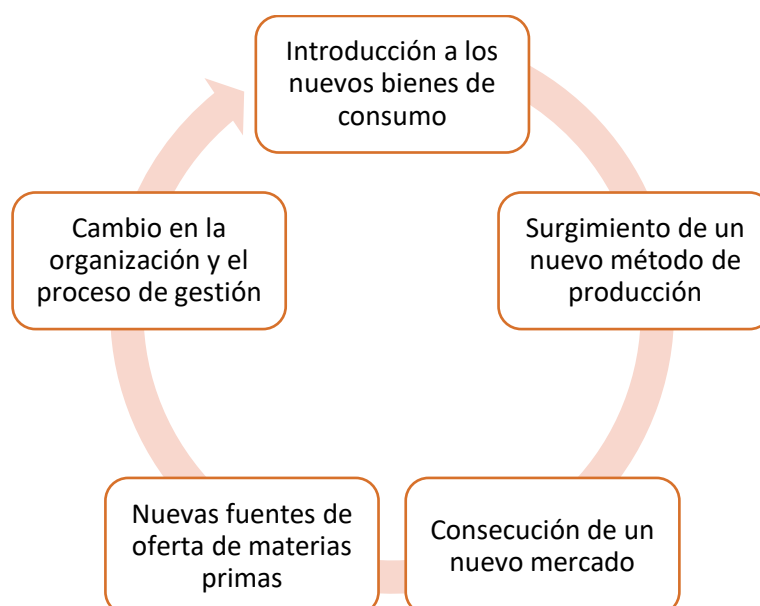 Introducción a los
nuevos bienes de
consumo
Surgimiento de un
nuevo método de
producción
Consecución de un
nuevo mercado
Nuevas fuentes de
oferta de materias
primas
Cambio en la
organización y el
proceso de gestión